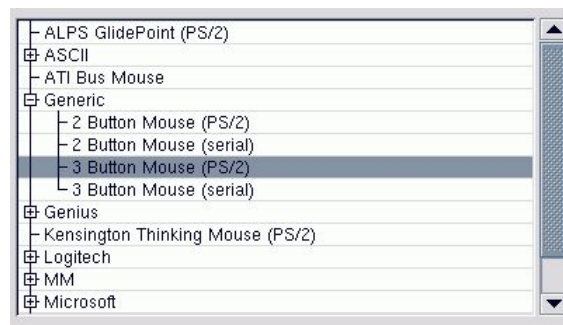 ALPS GlidePoint (PS/2)
ASCII
ATI Bus Mouse
Generic
2 Button Mouse (PS/2)
2 Button Mouse (serial)
3 Button Mouse (PS/2)
3 Button Mouse (serial)
Genius
Kensington Thinking Mouse (PS/2)
Logitech
MM
Microsoft